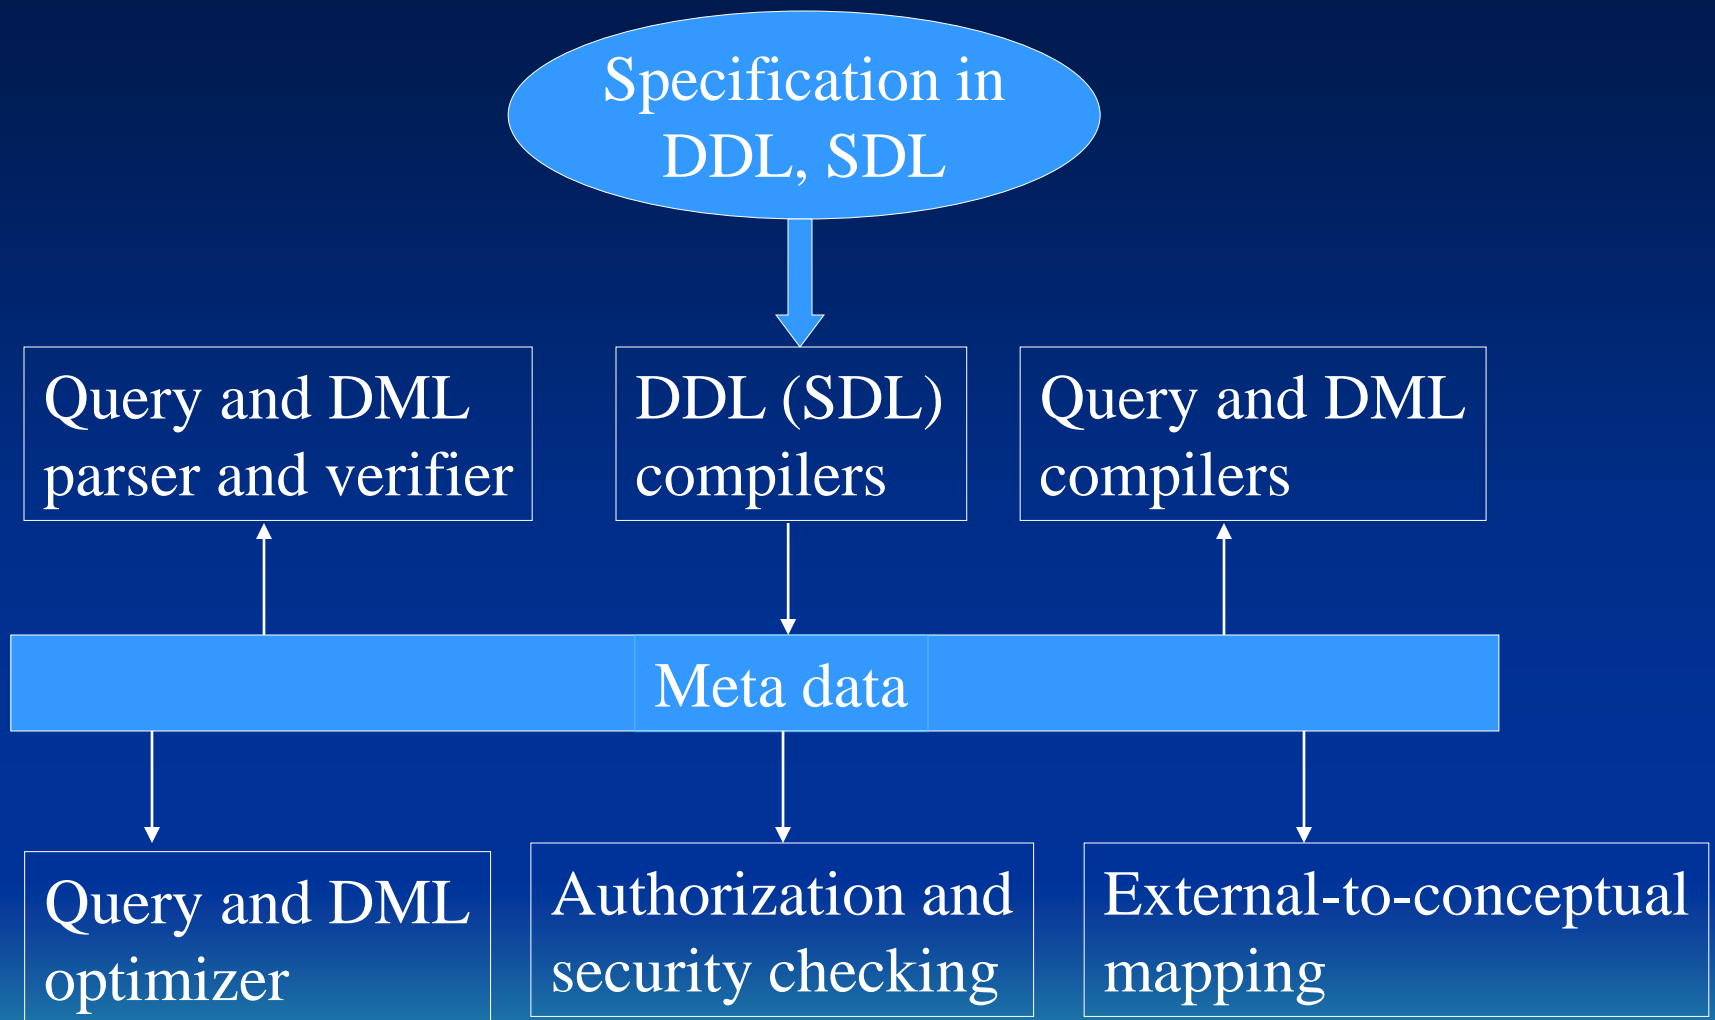 Specification in
DDL, SDL
Query and DML
parser and verifier
DDL (SDL)
compilers
Query and DML
compilers
Meta data
Query and DML
optimizer
Authorization and
security checking
External-to-conceptual
mapping